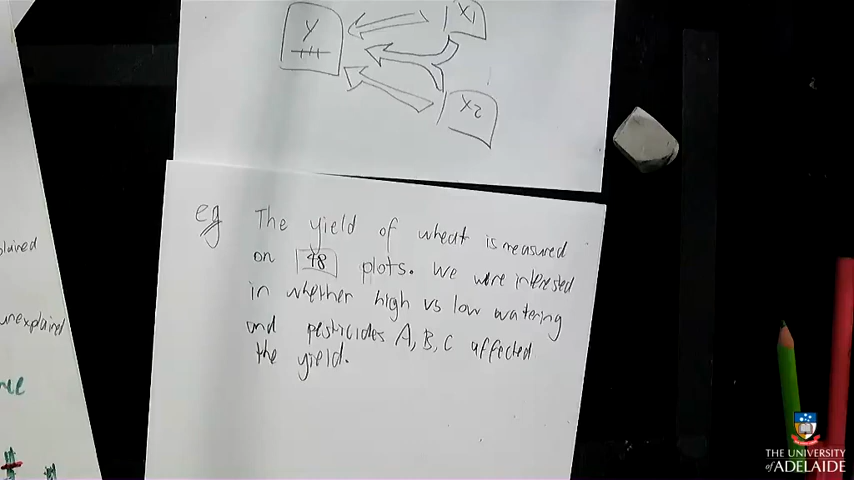 Y
X1
X2
eg The yield of wheat is measured
on 48 plots. We were interested
in whether high vs low watering
and pesticides A, B, C affected
the yield.
plained
unexplained
THE UNIVERSITY
of ADELAIDE